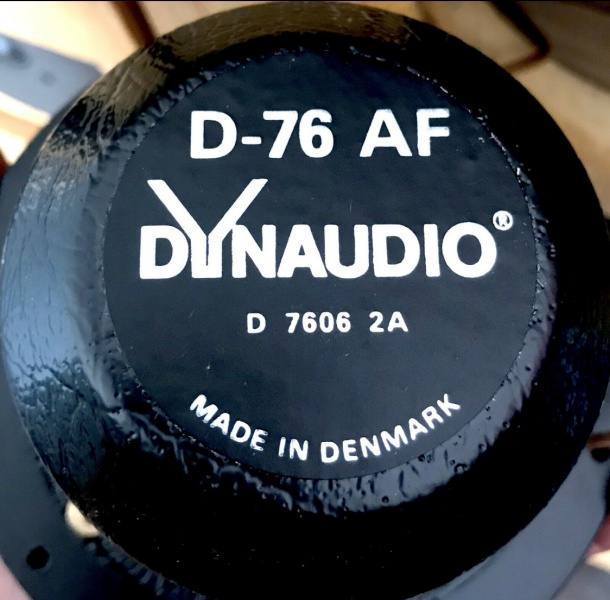 D-76 AF
DYNAUDIO®
D 7606 2A
MADE IN DENMARK